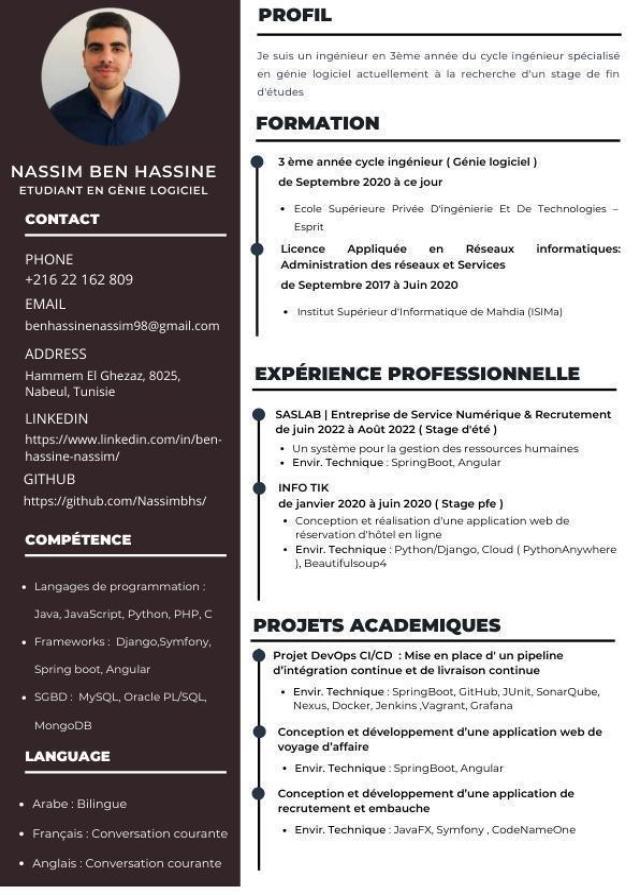 NASSIM BEN HASSINE
ETUDIANT EN GÈNIE LOGICIEL
CONTACT
PHONE
+216 22 162 809
EMAIL
benhassinenassim98@gmail.com
ADDRESS
Hammem El Ghezaz, 8025,
Nabeul, Tunisie
LINKEDIN
https://www.linkedin.com/in/ben-
hassine-nassim/
GITHUB
https://github.com/Nassimbhs/
COMPÉTENCE
• Langages de programmation :
Java, JavaScript, Python, PHP, C
• Frameworks : Django,Symfony,
Spring boot, Angular
• SGBD : MySQL, Oracle PL/SQL,
MongoDB
LANGUAGE
• Arabe : Bilingue
• Français : Conversation courante
• Anglais : Conversation courante
PROFIL
Je suis un ingénieur en 3ème année du cycle ingénieur spécialisé
en génie logiciel actuellement à la recherche d'un stage de fin
d'études
FORMATION
3 ème année cycle ingénieur ( Génie logiciel )
de Septembre 2020 à ce jour
• Ecole Supérieure Privée D'ingénierie Et De Technologies –
Esprit
Licence Appliquée en Réseaux informatiques:
Administration des réseaux et Services
de Septembre 2017 à Juin 2020
• Institut Supérieur d'Informatique de Mahdia (ISIMa)
EXPÉRIENCE PROFESSIONNELLE
SASLAB | Entreprise de Service Numérique & Recrutement
de juin 2022 à Août 2022 ( Stage d'été )
• Un système pour la gestion des ressources humaines
• Envir. Technique : SpringBoot, Angular
INFO TIK
de janvier 2020 à juin 2020 ( Stage pfe )
• Conception et réalisation d'une application web de
réservation d'hôtel en ligne
• Envir. Technique : Python/Django, Cloud ( PythonAnywhere
), Beautifulsoup4
PROJETS ACADEMIQUES
Projet DevOps CI/CD : Mise en place d' un pipeline
d'intégration continue et de livraison continue
• Envir. Technique : SpringBoot, GitHub, JUnit, SonarQube,
Nexus, Docker, Jenkins ,Vagrant, Grafana
Conception et développement d'une application web de
voyage d'affaire
• Envir. Technique : SpringBoot, Angular
Conception et développement d'une application de
recrutement et embauche
• Envir. Technique : JavaFX, Symfony , CodeNameOne